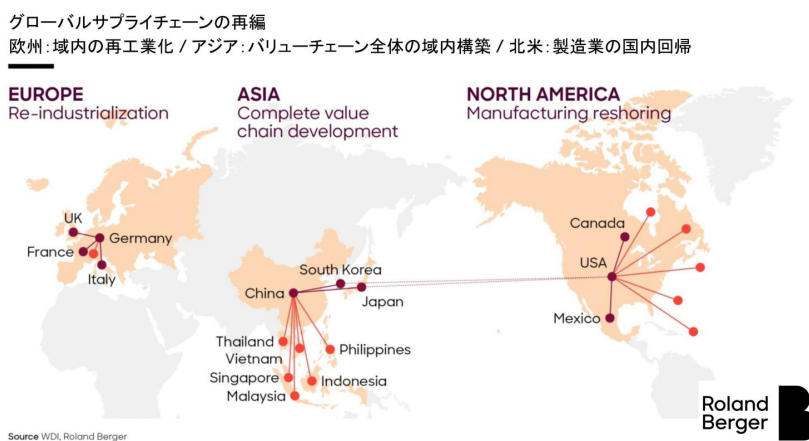 グローバルサプライチェーンの再編
欧州：域内の再工業化 / アジア：バリューチェーン全体の域内構築 / 北米：製造業の国内回帰
EUROPE
Re-industrialization
ASIA
Complete value
chain development
NORTH AMERICA
Manufacturing reshoring
UK
Germany
France
Italy
South Korea
China
Japan
Thailand
Vietnam
Philippines
Singapore
Indonesia
Malaysia
Canada
USA
Mexico
Roland
Berger
B
Source WDI, Roland Berger